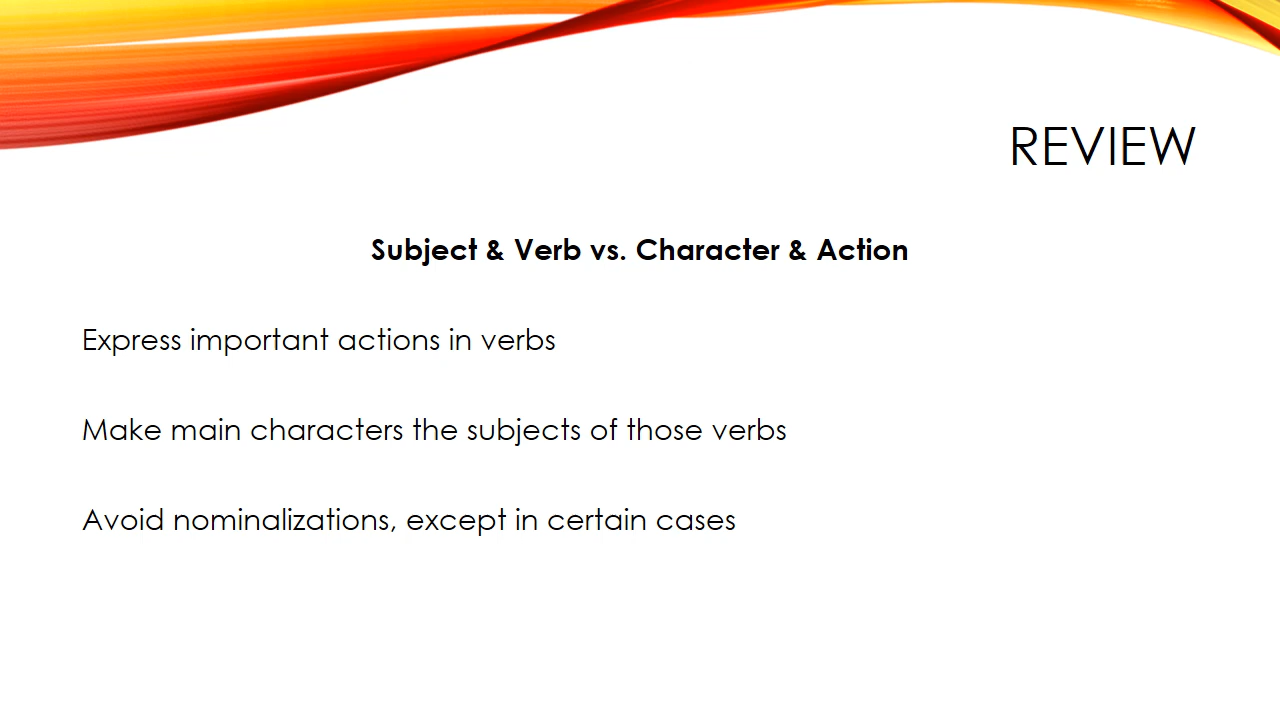 REVIEW
Subject & Verb vs. Character & Action
Express important actions in verbs
Make main characters the subjects of those verbs
Avoid nominalizations, except in certain cases